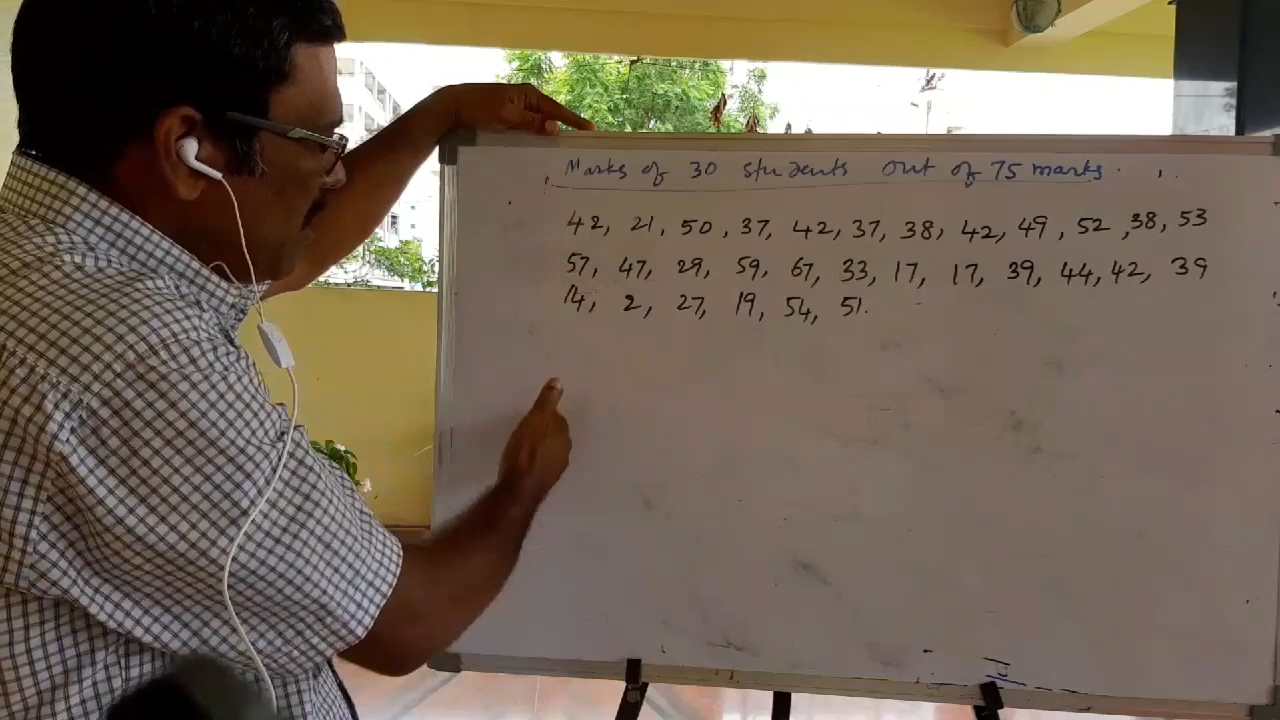 Marks of 30 students out of 75 marks.
42, 21, 50, 37, 42, 37, 38, 42, 49, 52, 38, 53
57, 47, 29, 59, 67, 33, 17, 17, 39, 44, 42, 39
14, 2, 27, 19, 54, 51.